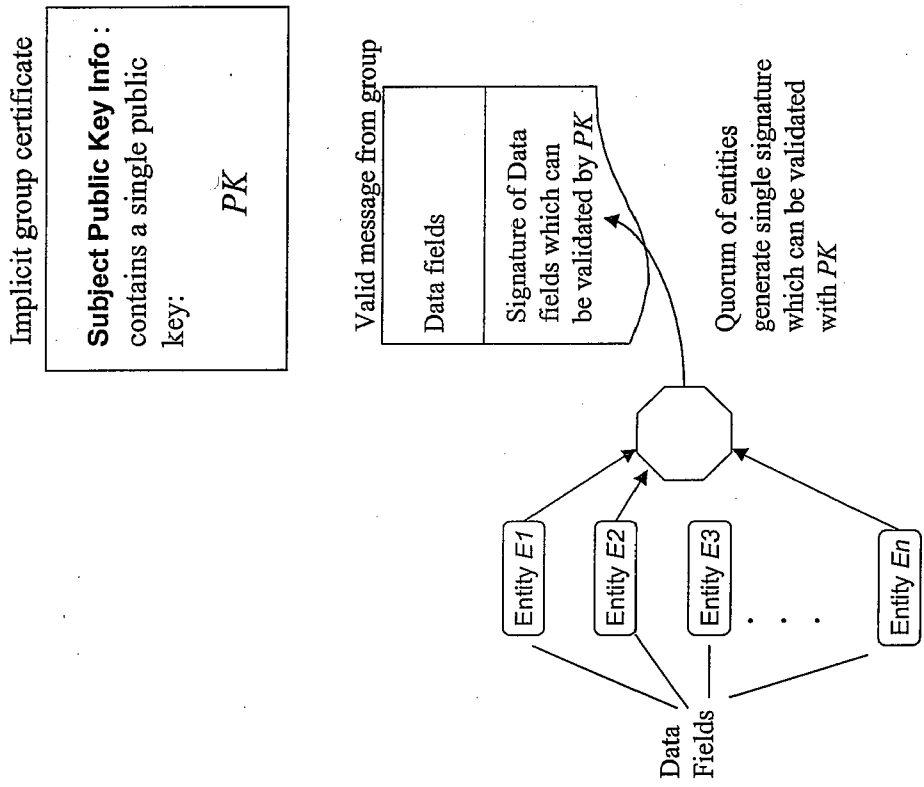 Implicit group certificate
Subject Public Key Info :
contains a single public
key:
PK
Valid message from group
Data fields
Signature of Data
fields which can
be validated by PK
Quorum of entities
generate single signature
which can be validated
with PK
Entity E1
Entity E2
Entity E3
. . .
Entity En
Data
Fields